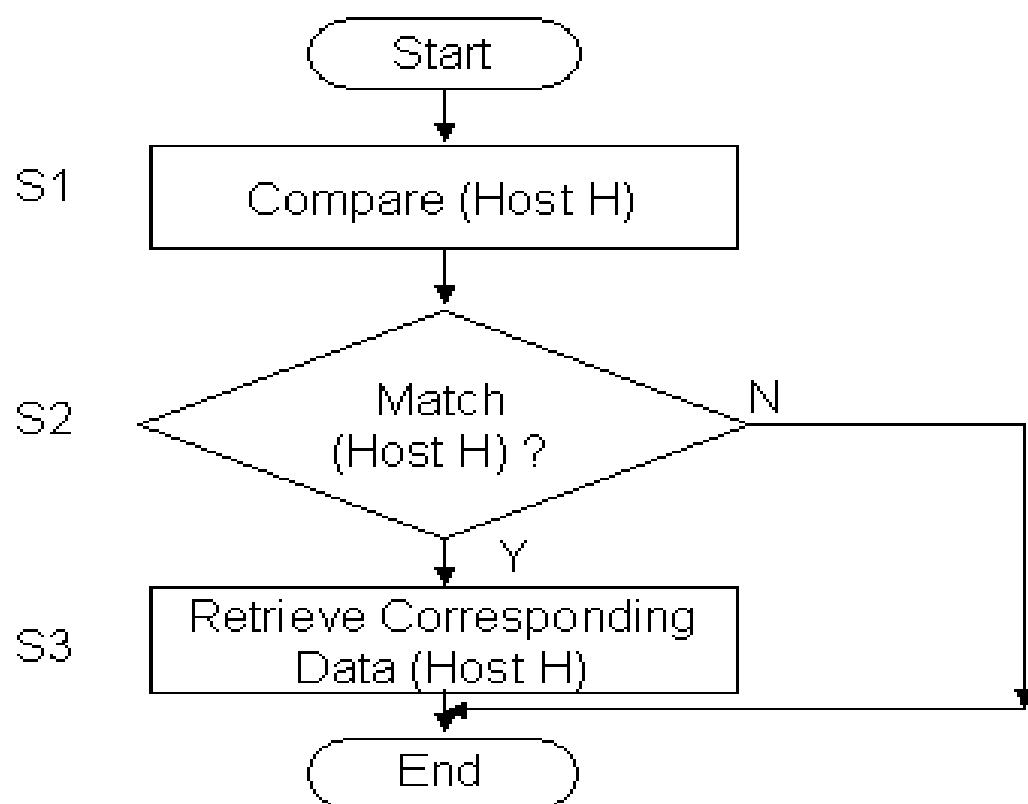 Start
S1
Compare (Host H)
S2
Match
(Host H) ?
N
Y
S3
Retrieve Corresponding
Data (Host H)
End